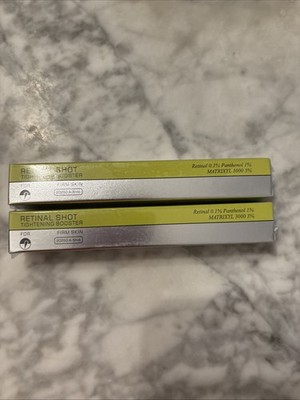 RETINAL SHOT
TIGHTENING BOOSTER
Retinal 0.1% Panthenol 1%
MATRIXYL 3000 3%
FIRM SKIN
RETINAL SHOT
TIGHTENING BOOSTER
Retinal 0.1% Panthenol 1%
MATRIXYL 3000 3%
FOR
FIRM SKIN